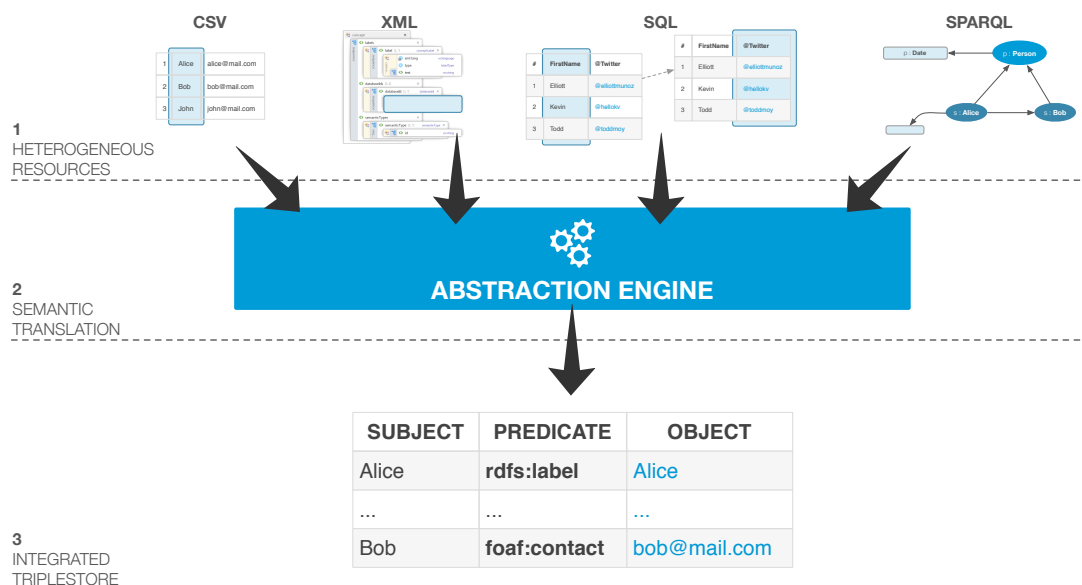 CSV
XML
SQL
SPARQL
1 Alice alice@mail.com
2 Bob bob@mail.com
3 John john@mail.com
# FirstName @Twitter
1 Elliott @elliottmunoz
2 Kevin @hellokv
3 Todd @toddmoy
# FirstName @Twitter
1 Elliott @elliottmunoz
2 Kevin @hellokv
3 Todd @toddmoy
p : Date
p : Person
s : Alice
s : Bob
1
HETEROGENEOUS
RESOURCES
ABSTRACTION ENGINE
2
SEMANTIC
TRANSLATION
SUBJECT PREDICATE OBJECT
Alice rdfs:label Alice
... ... ...
Bob foaf:contact bob@mail.com
3
INTEGRATED
TRIPLESTORE